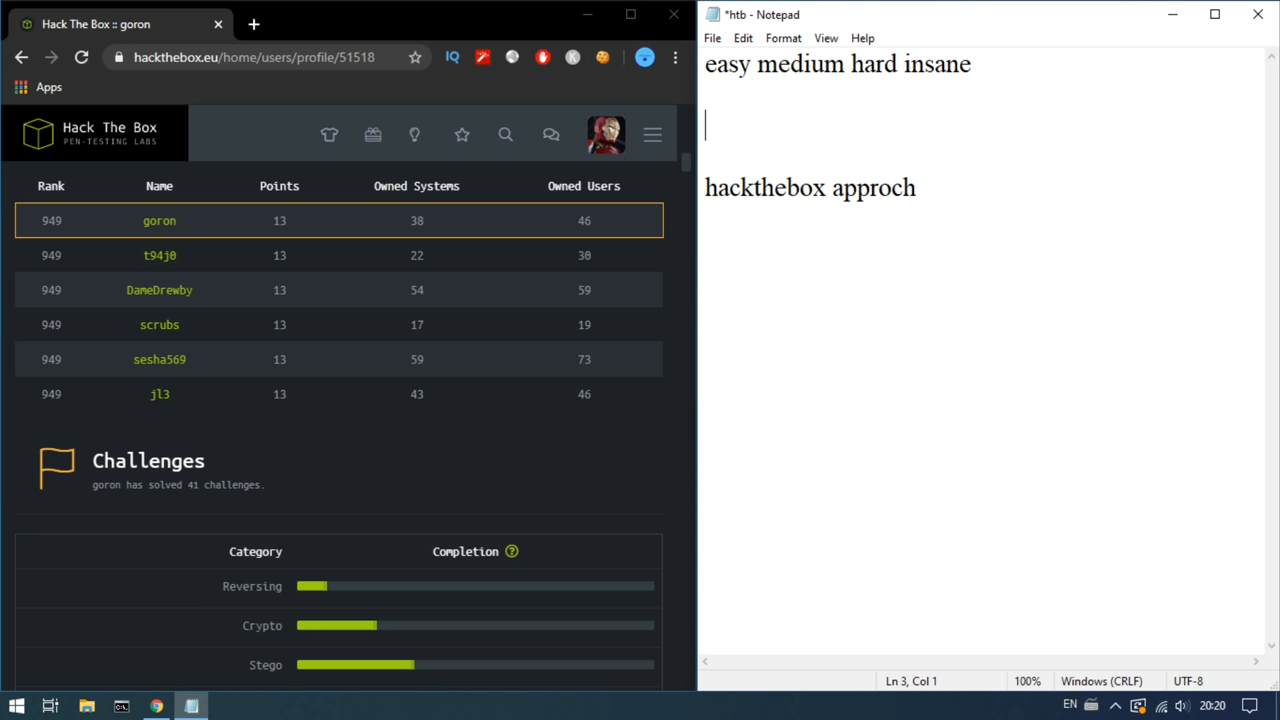 Hack The Box :: goron
hackthebox.eu/home/users/profile/51518
Apps
Hack The Box
PEN-TESTING LABS
Rank Name Points Owned Systems Owned Users
949 goron 13 38 46
949 t94j0 13 22 30
949 DameDrewby 13 54 59
949 scrubs 13 17 19
949 sesha569 13 59 73
949 jl3 13 43 46
Challenges
goron has solved 41 challenges.
Category Completion ?
Reversing
Crypto
Stego
*htb - Notepad
File Edit Format View Help
easy medium hard insane
hackthebox approch
Ln 3, Col 1 100% Windows (CRLF) UTF-8
EN 20:20